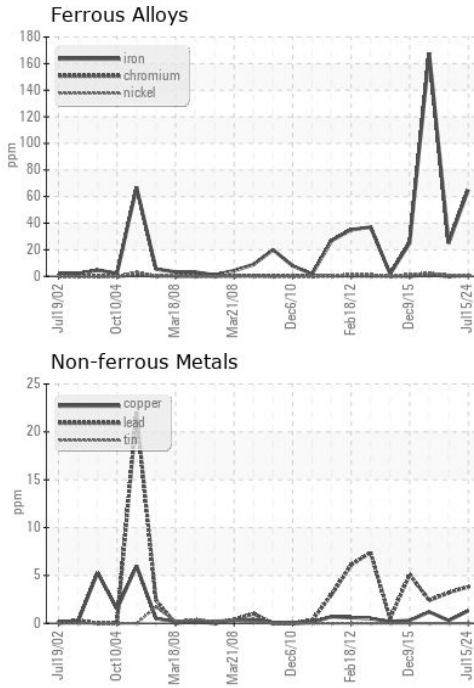 Ferrous Alloys
180
160
140
120
100
80
60
40
20
0
ppm
iron
chromium
nickel
Jul19/02
Oct10/04
Mar18/08
Mar21/08
Dec6/10
Feb18/12
Dec9/15
Jul15/24
Non-ferrous Metals
25
20
15
10
5
0
ppm
copper
lead
tin
Jul19/02
Oct10/04
Mar18/08
Mar21/08
Dec6/10
Feb18/12
Dec9/15
Jul15/24